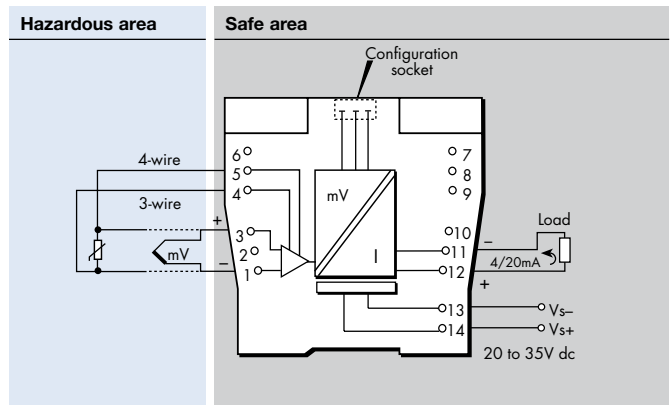 Hazardous area
Safe area
Configuration
socket
4-wire
3-wire
+
mV
–
6
5
4
3
2
1
mV
I
7
8
9
10
11
12
13
14
–
Load
4/20mA
+
Vs–
Vs+
20 to 35V dc